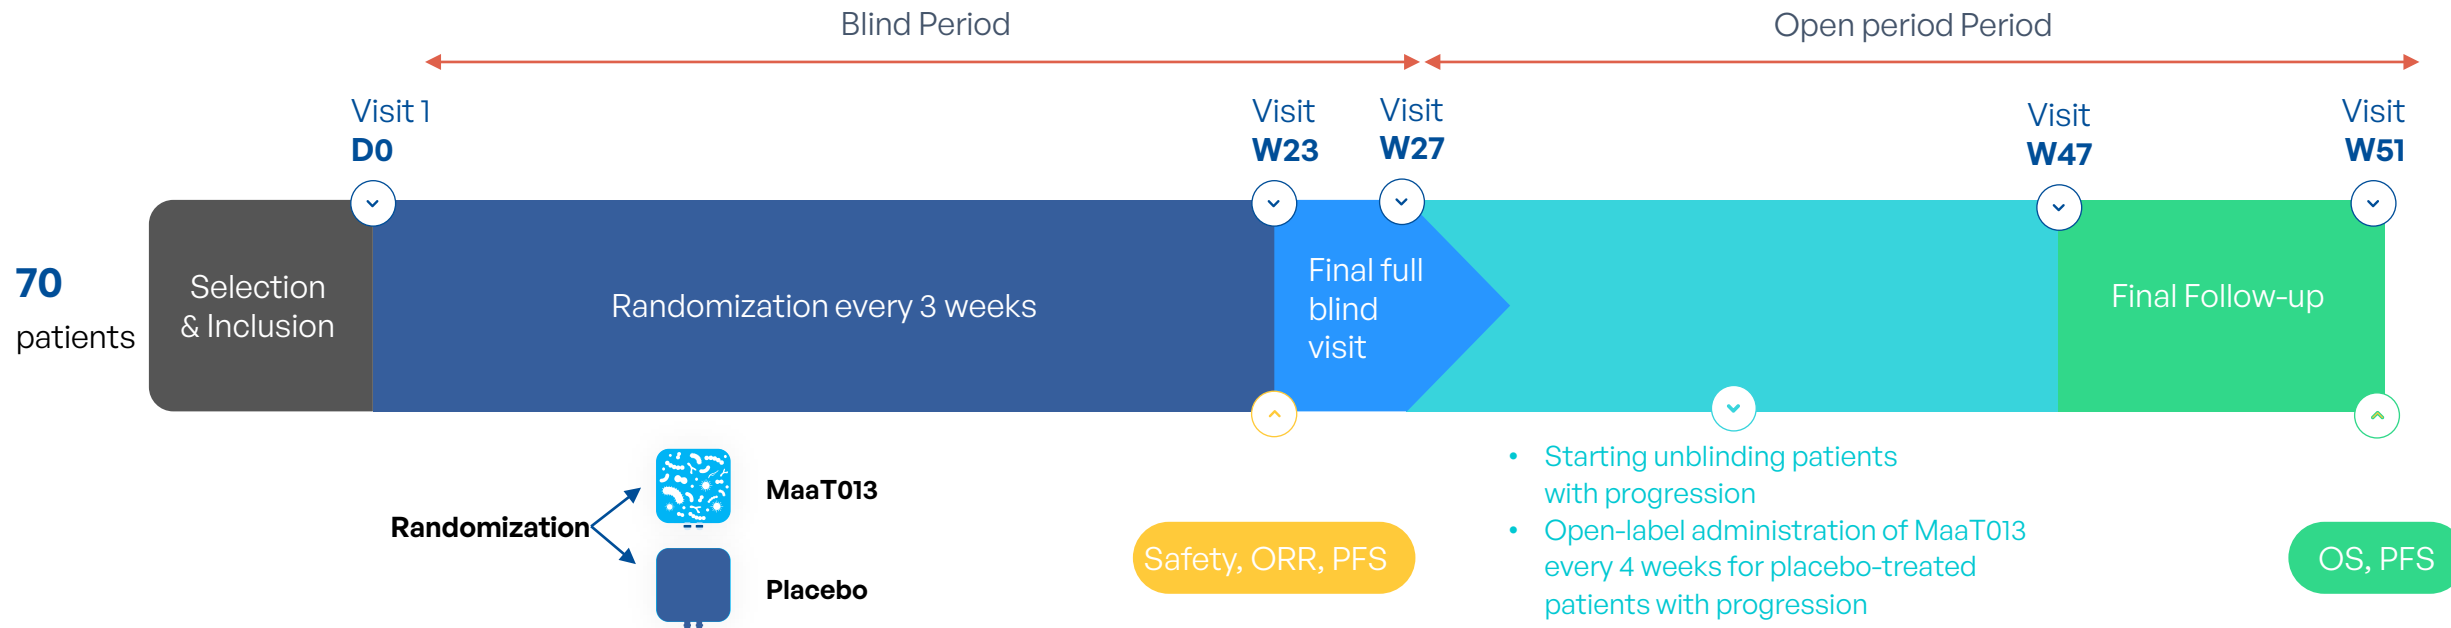 Blind Period
Open period Period
Visit 1
D0
Visit
W23
Visit
W27
Visit
W47
Visit
W51
70
patients
Selection
& Inclusion
Randomization every 3 weeks
Final full
blind
visit
Final Follow-up
Randomization
MaaT013
Placebo
Safety, ORR, PFS
• Starting unblinding patients
with progression
• Open-label administration of MaaT013
every 4 weeks for placebo-treated
patients with progression
OS, PFS